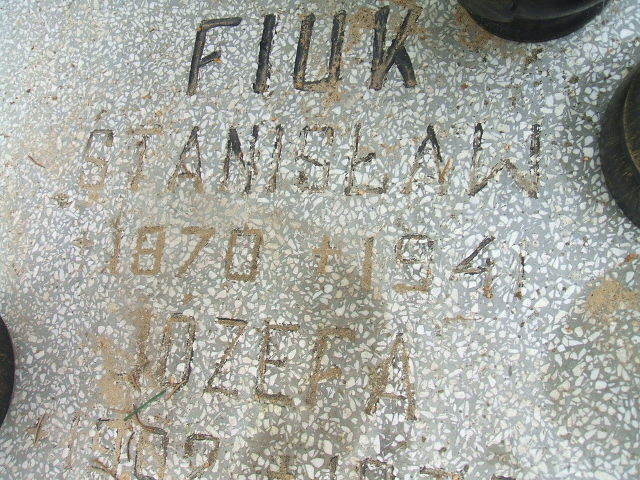 FIUK
STANISŁAW
* 1870 + 1941
JÓZEFA